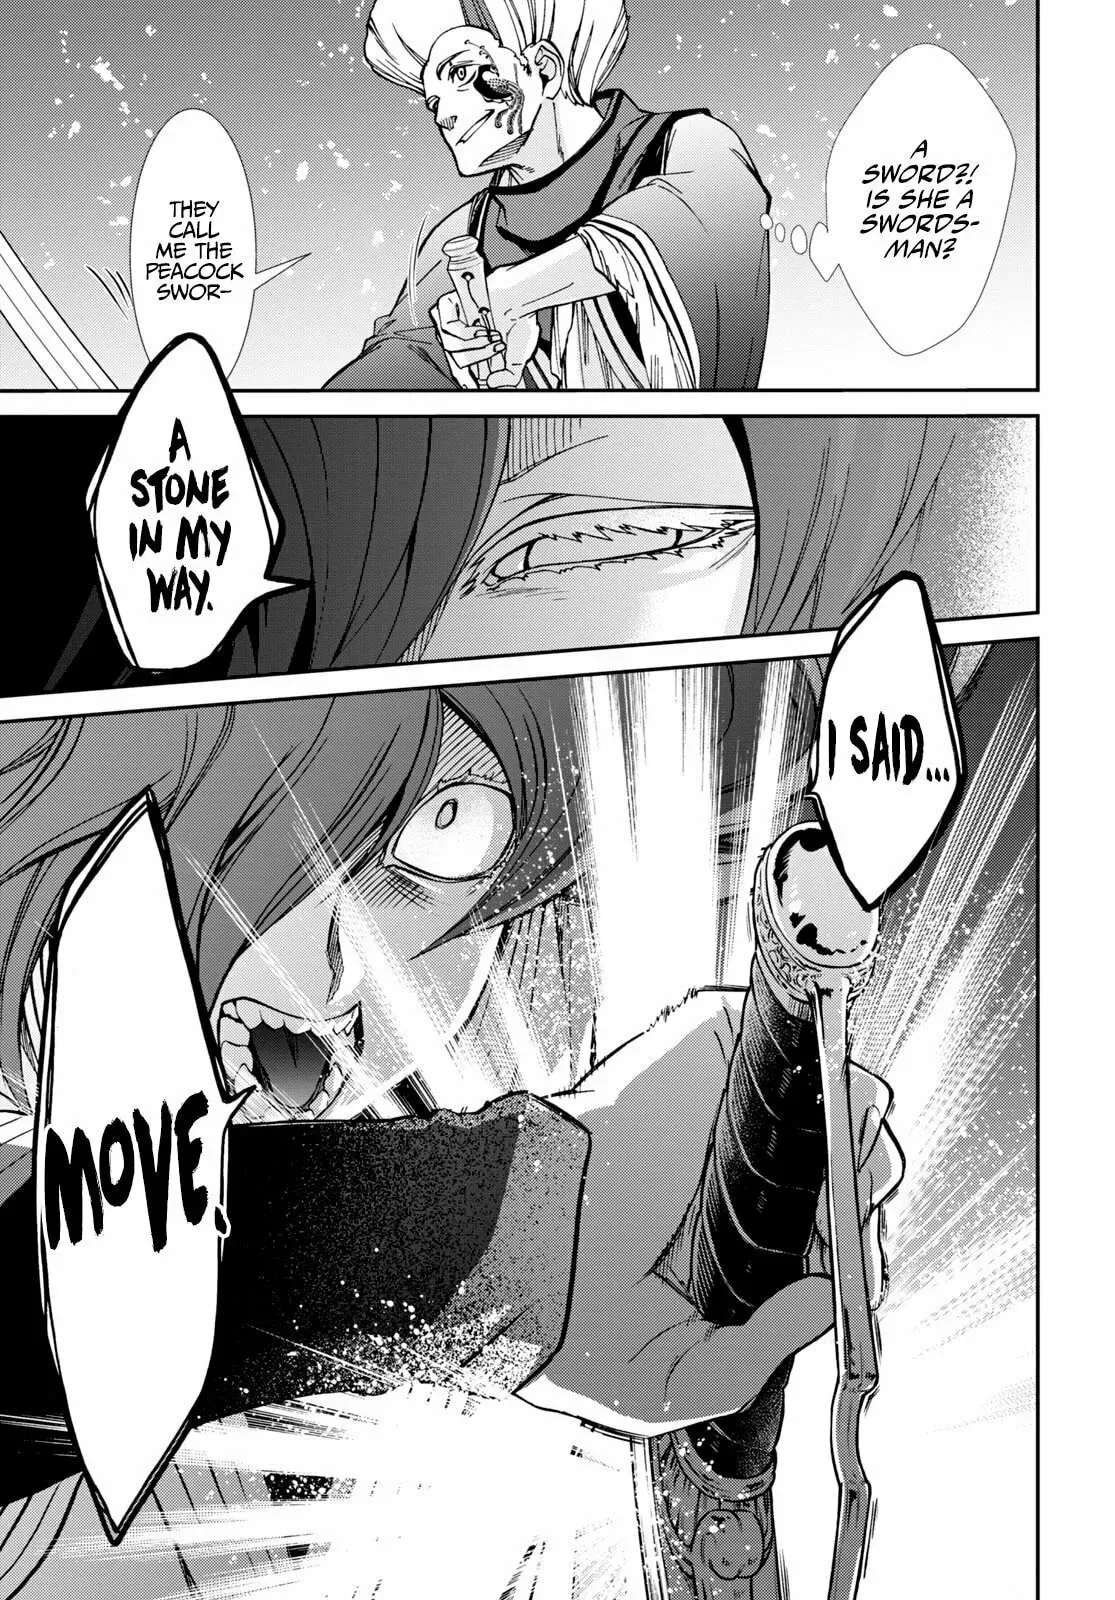 A
SWORD?!
IS SHE A
SWORDS-
MAN?
THEY
CALL
ME THE
PEACOCK
SWOR-
A
STONE
IN MY
WAY.
I SAID...
MOVE.